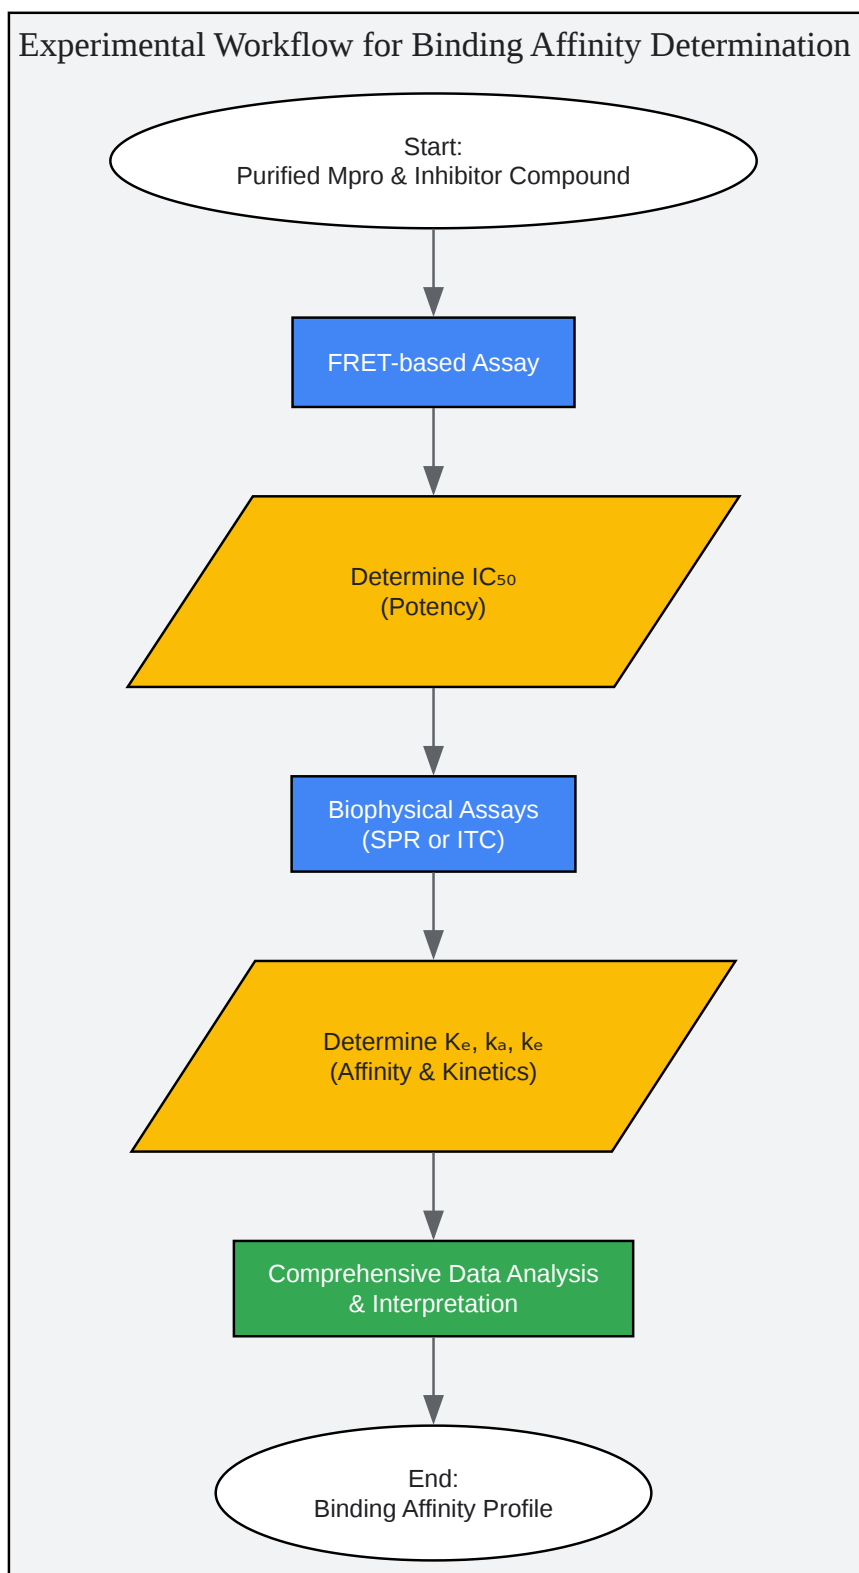 Experimental Workflow for Binding Affinity Determination
Start:
Purified Mpro & Inhibitor Compound
FRET-based Assay
Determine IC₅₀
(Potency)
Biophysical Assays
(SPR or ITC)
Determine Kₑ, kₐ, kₑ
(Affinity & Kinetics)
Comprehensive Data Analysis
& Interpretation
End:
Binding Affinity Profile